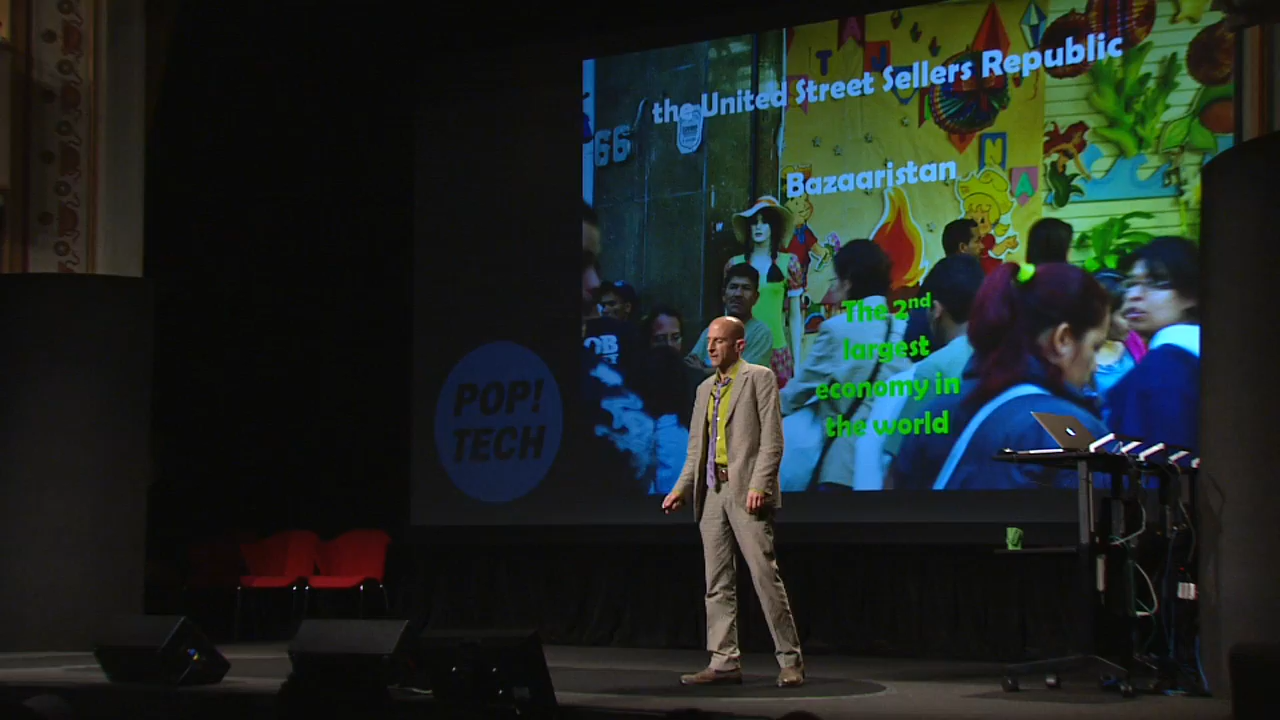 the United Street Sellers Republic
66
Bazaaristan
The 2nd
largest
economy in
the world
POP!
TECH